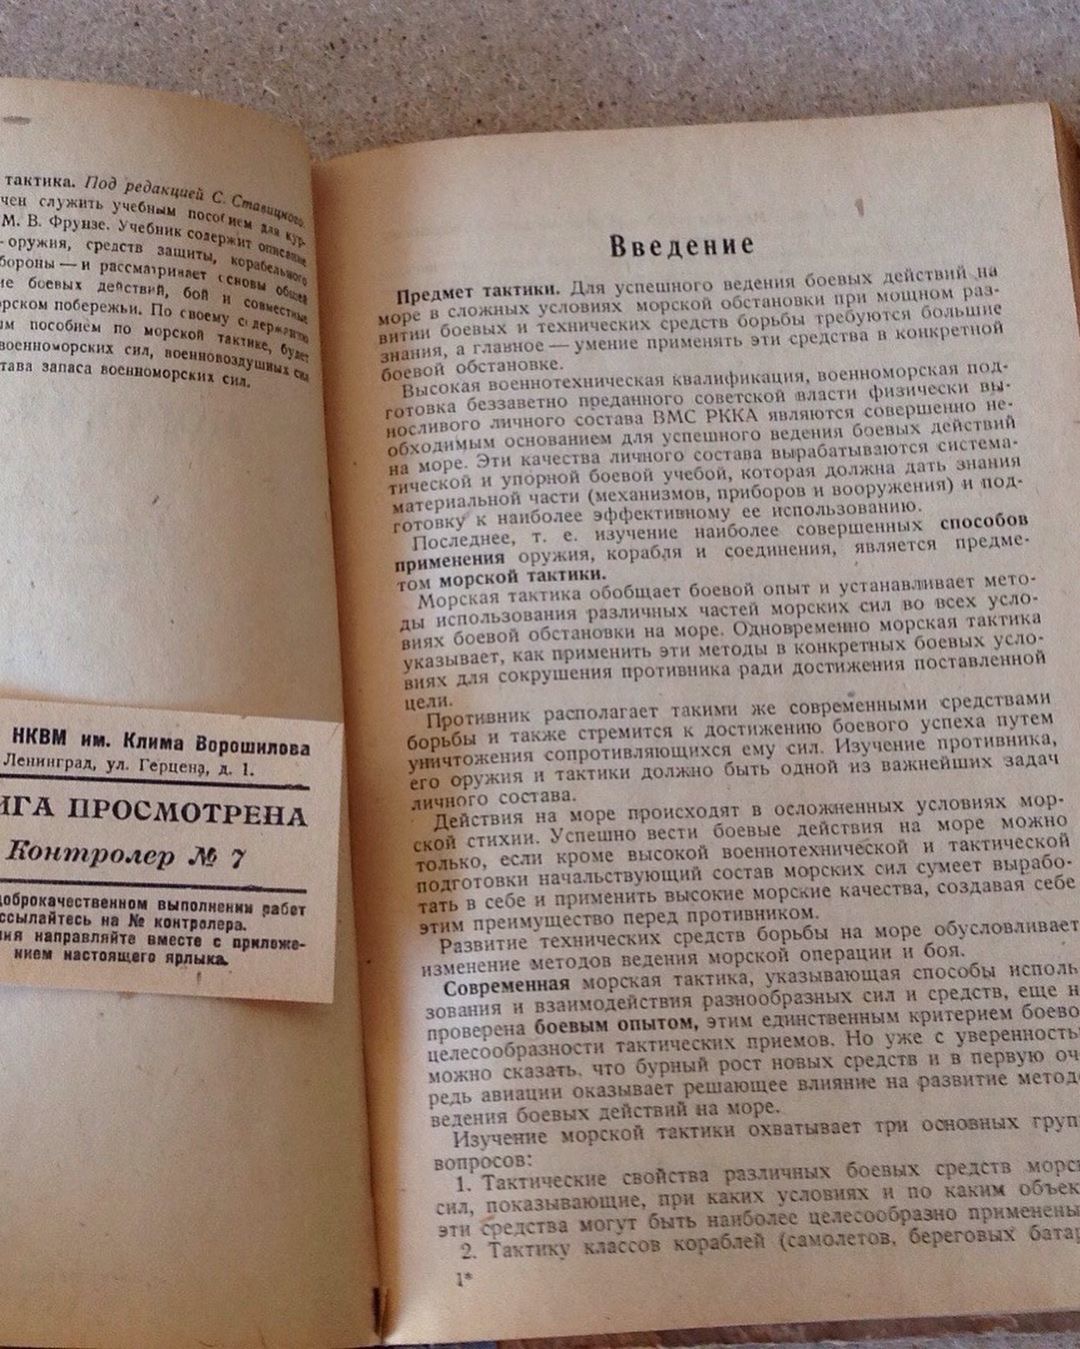 тактика. Под редакцией С. Ставицкого.
чен служить учебным пособием для кур-
М. В. Фрунзе. Учебник содержит описание
оружия, средств защиты, корабельного
бороны — и рассматривает основы общей
ие боевых действий, бой и совместные
орском побережьи. По своему содержанию
ым пособием по морской тактике, будет
военноморских сил, военновоздушных сил
тава запаса военноморских сил.
НКВМ им. Клима Ворошилова
Ленинград, ул. Герцена, д. 1.
ИГА ПРОСМОТРЕНА
Контролер № 7
доброкачественном выполнении работ
ссылайтесь на № контролера.
ния направляйте вместе с приложе-
нием настоящего ярлыка.
Введение
Предмет тактики. Для успешного ведения боевых действий на
море в сложных условиях морской обстановки при мощном раз-
витии боевых и технических средств борьбы требуются большие
знания, а главное — умение применять эти средства в конкретной
боевой обстановке.
Высокая военнотехническая квалификация, военноморская под-
готовка беззаветно преданного советской власти физически вы-
носливого личного состава ВМС РККА являются совершенно не-
обходимым основанием для успешного ведения боевых действий
на море. Эти качества личного состава вырабатываются система-
тической и упорной боевой учебой, которая должна дать знания
материальной части (механизмов, приборов и вооружения) и под-
готовку к наиболее эффективному ее использованию.
Последнее, т. е. изучение наиболее совершенных способов
применения оружия, корабля и соединения, является предме-
том морской тактики.
Морская тактика обобщает боевой опыт и устанавливает мето-
ды использования различных частей морских сил во всех усло-
виях боевой обстановки на море. Одновременно морская тактика
указывает, как применить эти методы в конкретных боевых усло-
виях для сокрушения противника ради достижения поставленной
цели.
Противник располагает такими же современными средствами
борьбы и также стремится к достижению боевого успеха путем
уничтожения сопротивляющихся ему сил. Изучение противника,
его оружия и тактики должно быть одной из важнейших задач
личного состава.
Действия на море происходят в осложненных условиях мор-
ской стихии. Успешно вести боевые действия на море можно
только, если кроме высокой военнотехнической и тактической
подготовки начальствующий состав морских сил сумеет вырабо-
тать в себе и применить высокие морские качества, создавая себе
этим преимущество перед противником.
Развитие технических средств борьбы на море обусловливает
изменение методов ведения морской операции и боя.
Современная морская тактика, указывающая способы исполь-
зования и взаимодействия разнообразных сил и средств, еще н
проверена боевым опытом, этим единственным критерием боево
целесообразности тактических приемов. Но уже с уверенность
можно сказать, что бурный рост новых средств и в первую оч
редь авиации оказывает решающее влияние на развитие метод
ведения боевых действий на море.
Изучение морской тактики охватывает три основных груп
вопросов:
1. Тактические свойства различных боевых средств морс
сил, показывающие, при каких условиях и по каким объек
эти средства могут быть наиболее целесообразно применены
2. Тактику классов кораблей (самолетов, береговых батар
1*